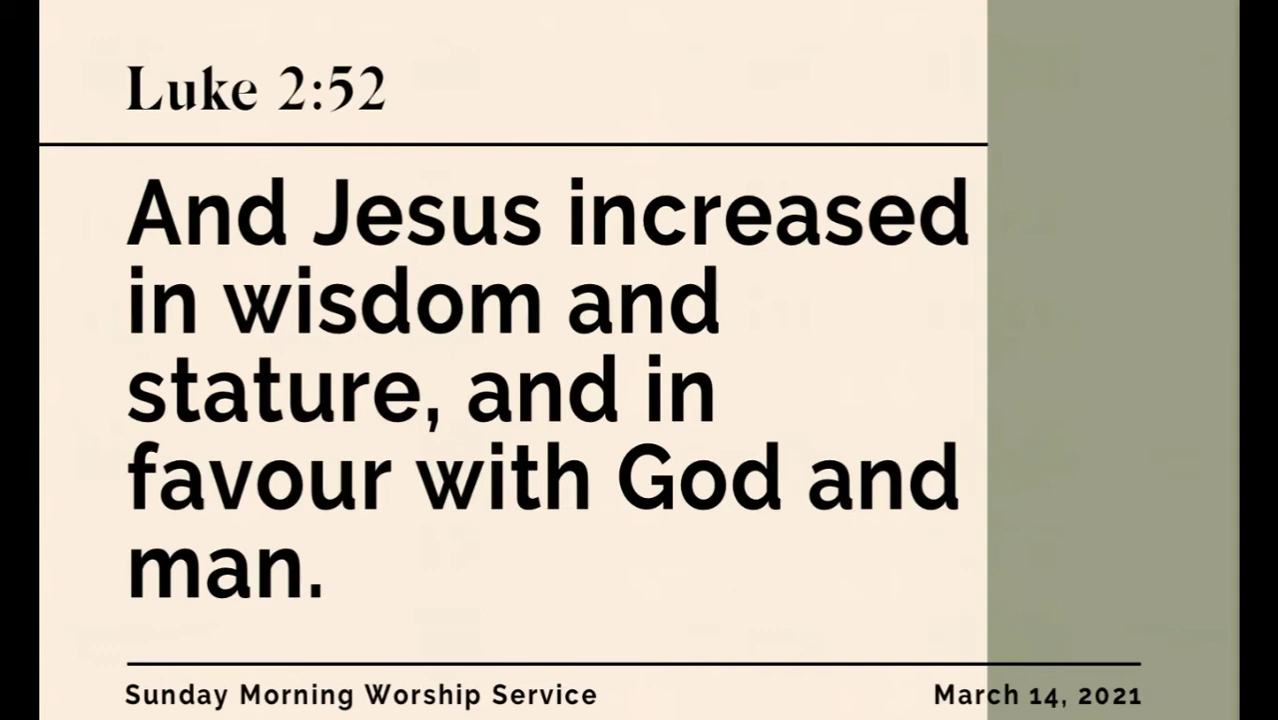 Luke 2:52
And Jesus increased
in wisdom and
stature, and in
favour with God and
man.
Sunday Morning Worship Service
March 14, 2021